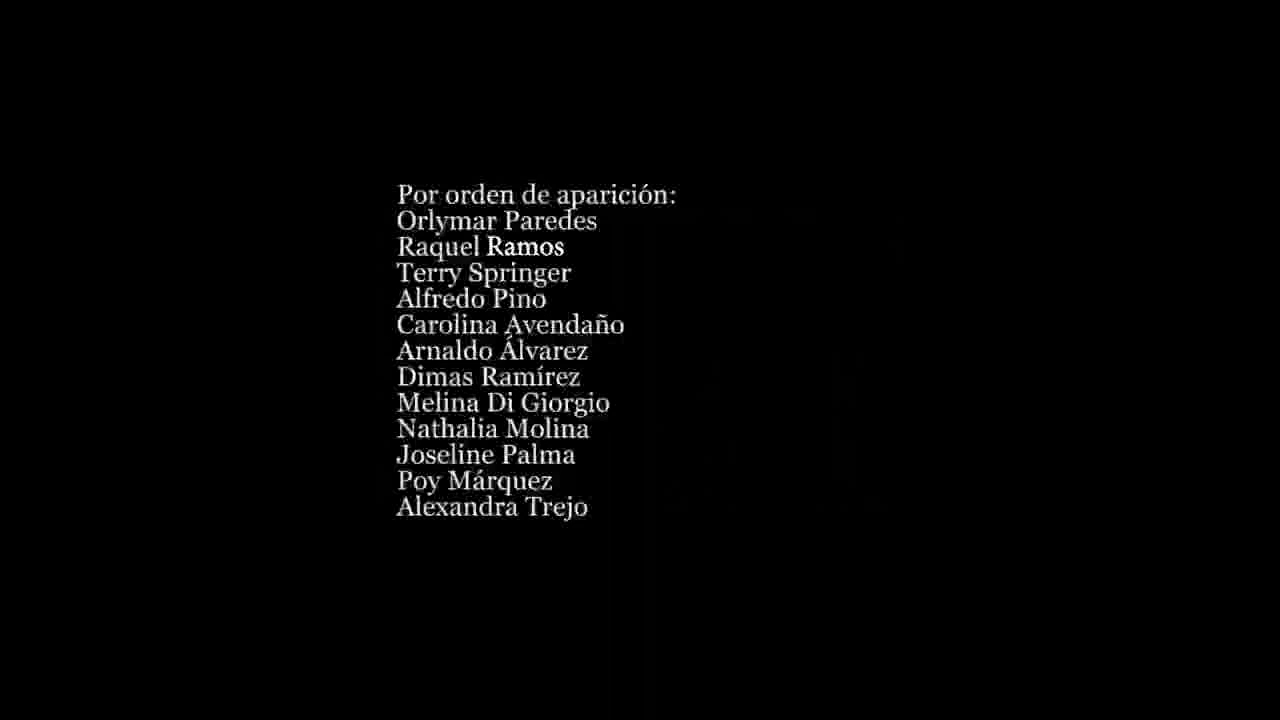 Por orden de aparición:
Orlymar Paredes
Raquel Ramos
Terry Springer
Alfredo Pino
Carolina Avendaño
Arnaldo Álvarez
Dimas Ramírez
Melina Di Giorgio
Nathalia Molina
Joseline Palma
Poy Márquez
Alexandra Trejo